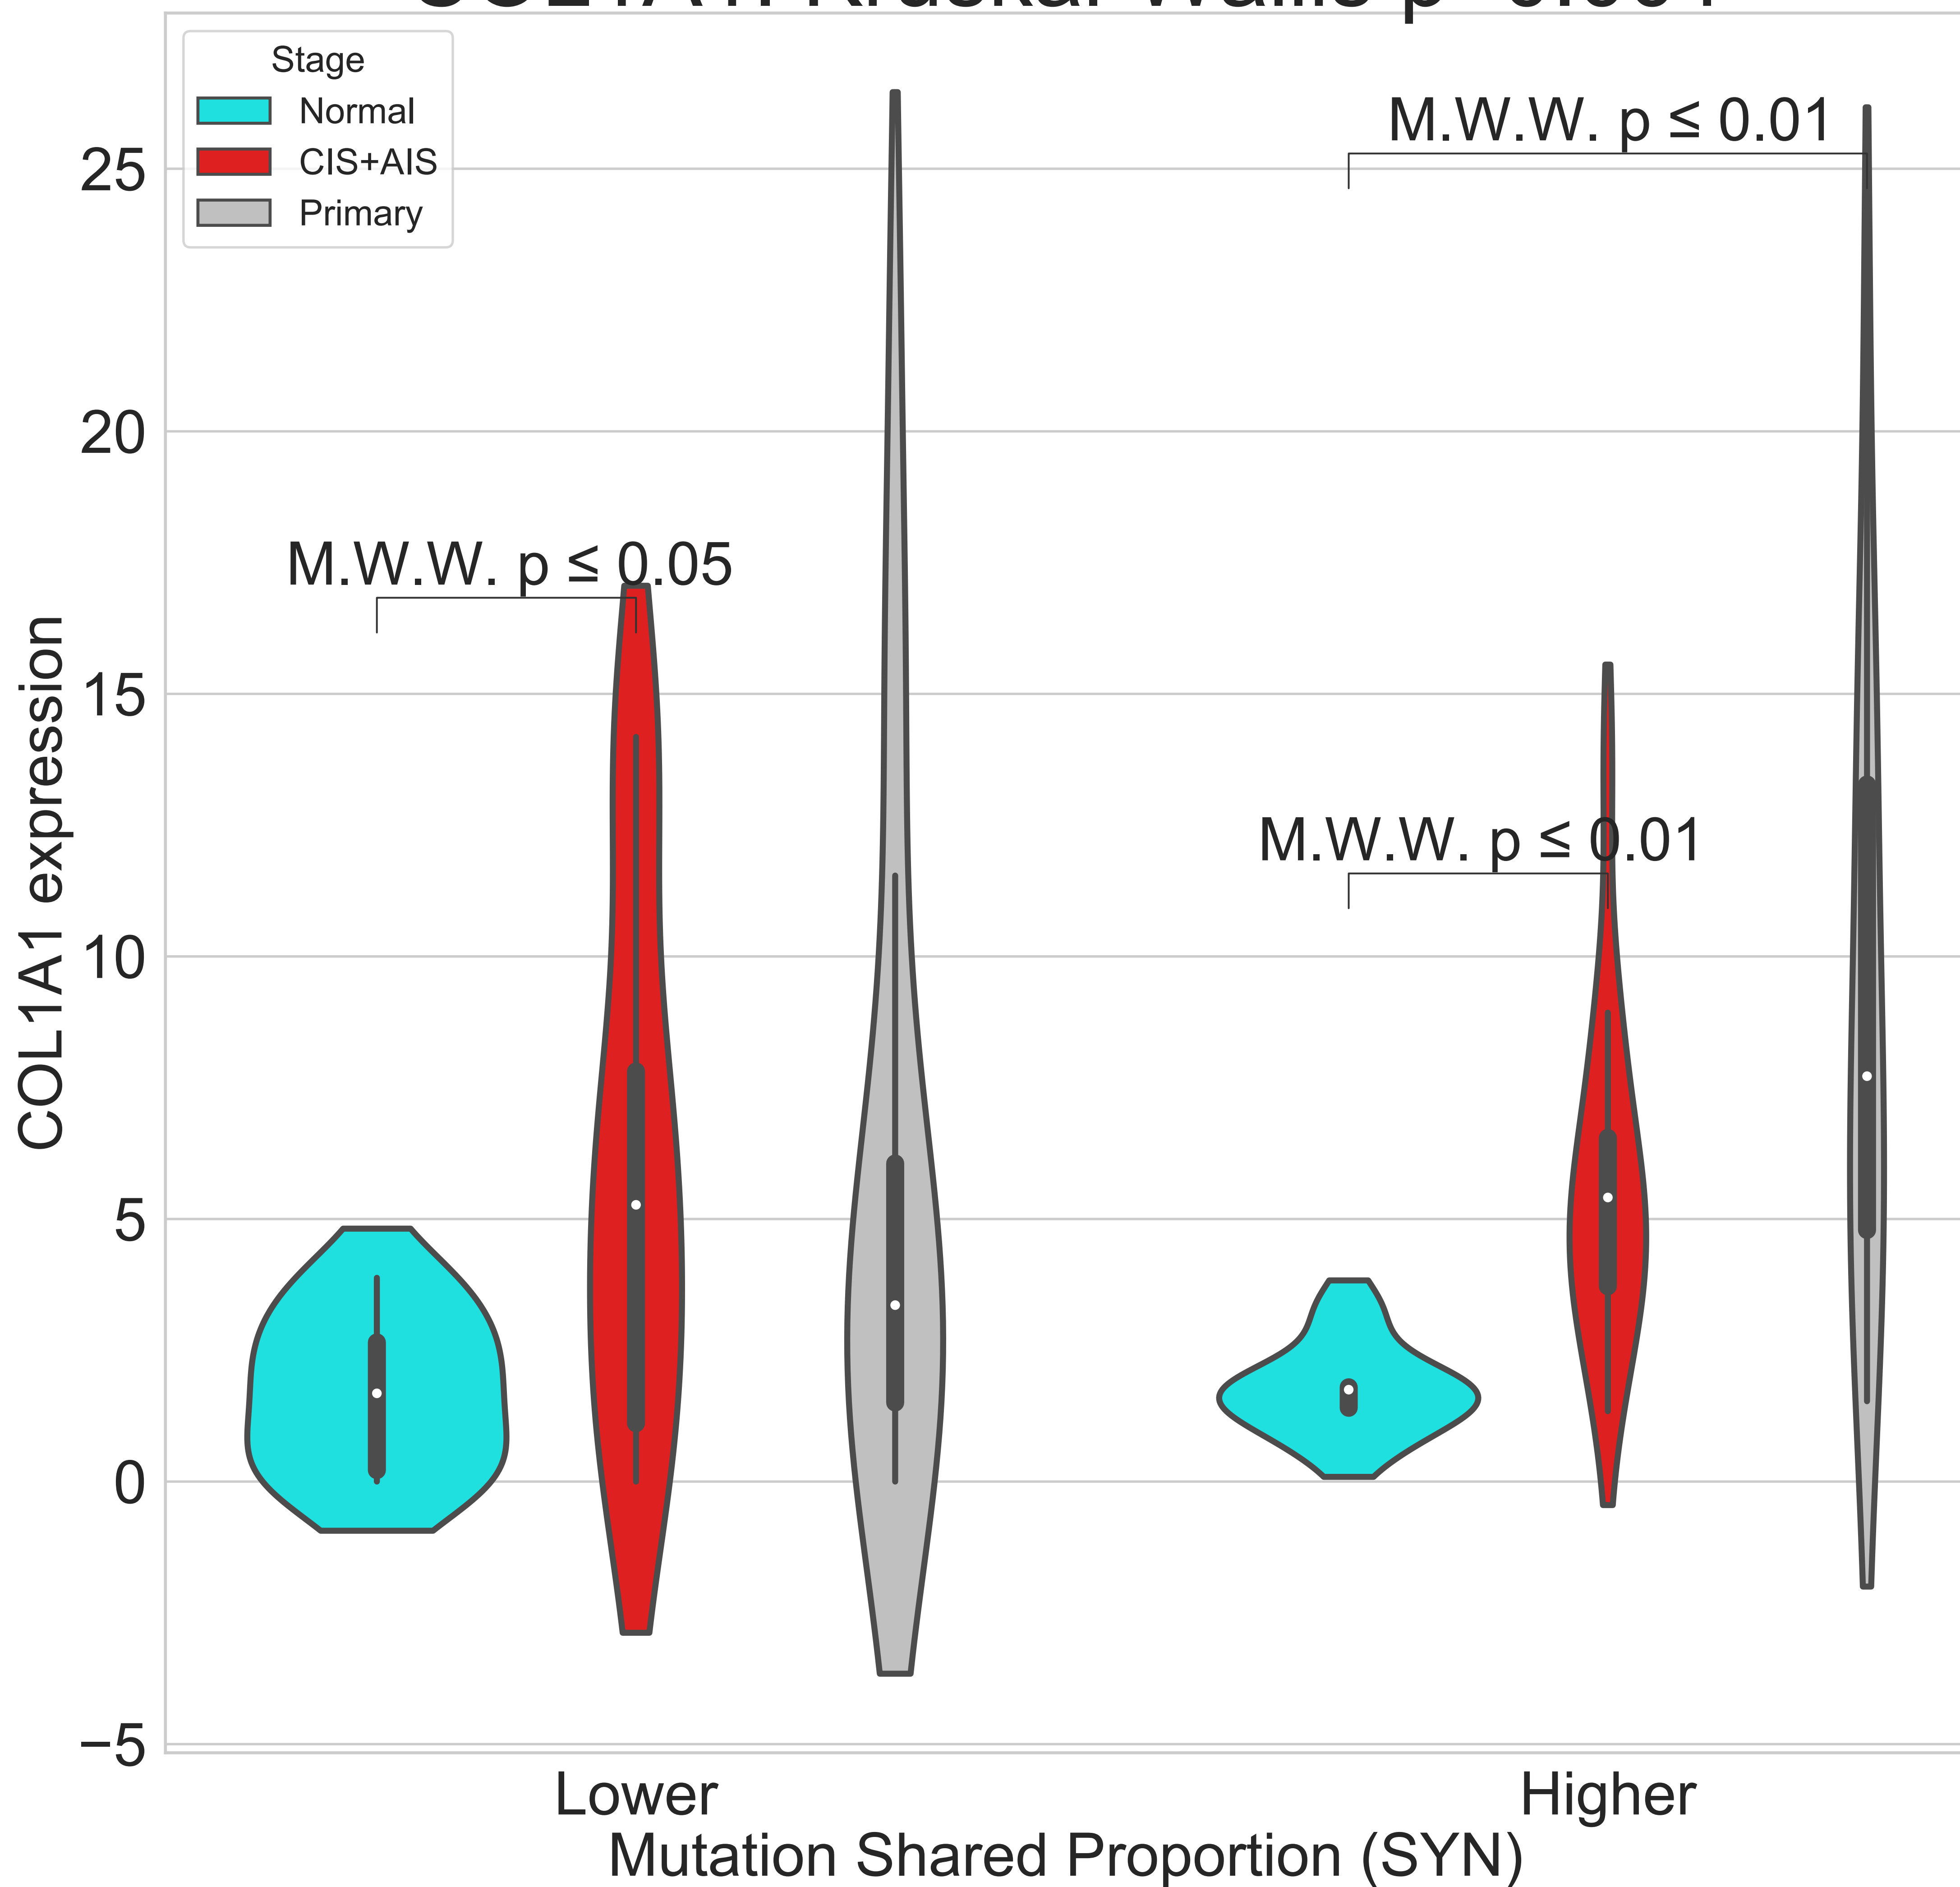 Stage
Normal
CIS+AIS
Primary
M.W.W. p ≤ 0.01
M.W.W. p ≤ 0.05
M.W.W. p ≤ 0.01
COL1A1 expression
25
20
15
10
5
0
−5
Lower
Higher
Mutation Shared Proportion (SYN)